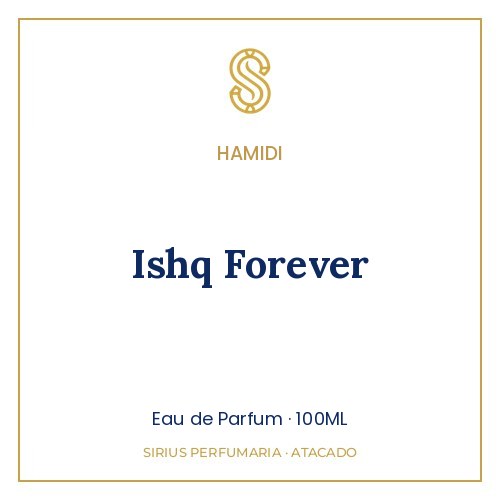 HAMIDI
Ishq Forever
Eau de Parfum · 100ML
SIRIUS PERFUMARIA · ATACADO